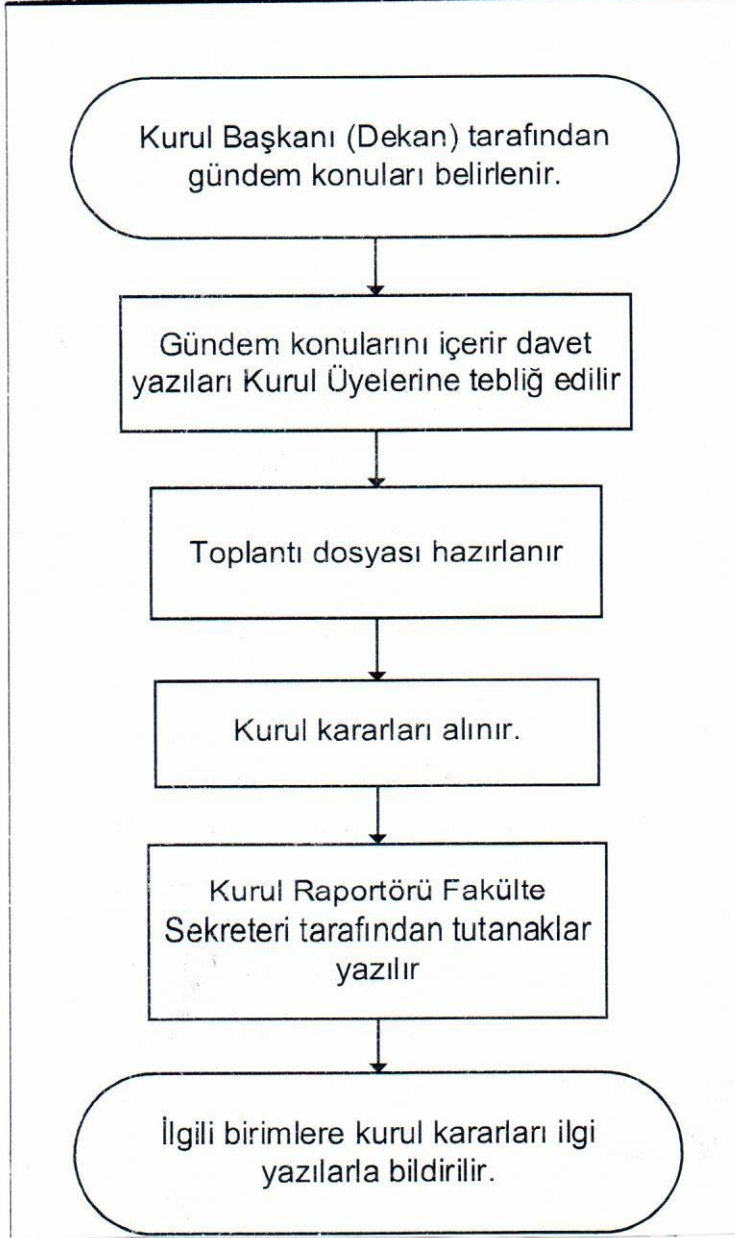 Kurul Başkanı (Dekan) tarafından
gündem konuları belirlenir.
Gündem konularını içerir davet
yazıları Kurul Üyelerine tebliğ edilir
Toplantı dosyası hazırlanır
Kurul kararları alınır.
Kurul Raportörü Fakülte
Sekreteri tarafından tutanaklar
yazılır
İlgili birimlere kurul kararları ilgi
yazılarla bildirilir.